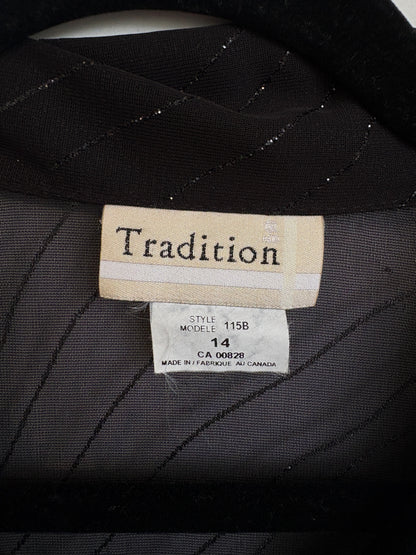 Tradition
STYLE
MODELE 115B
14
CA 00828
MADE IN / FABRIQUE AU CANADA